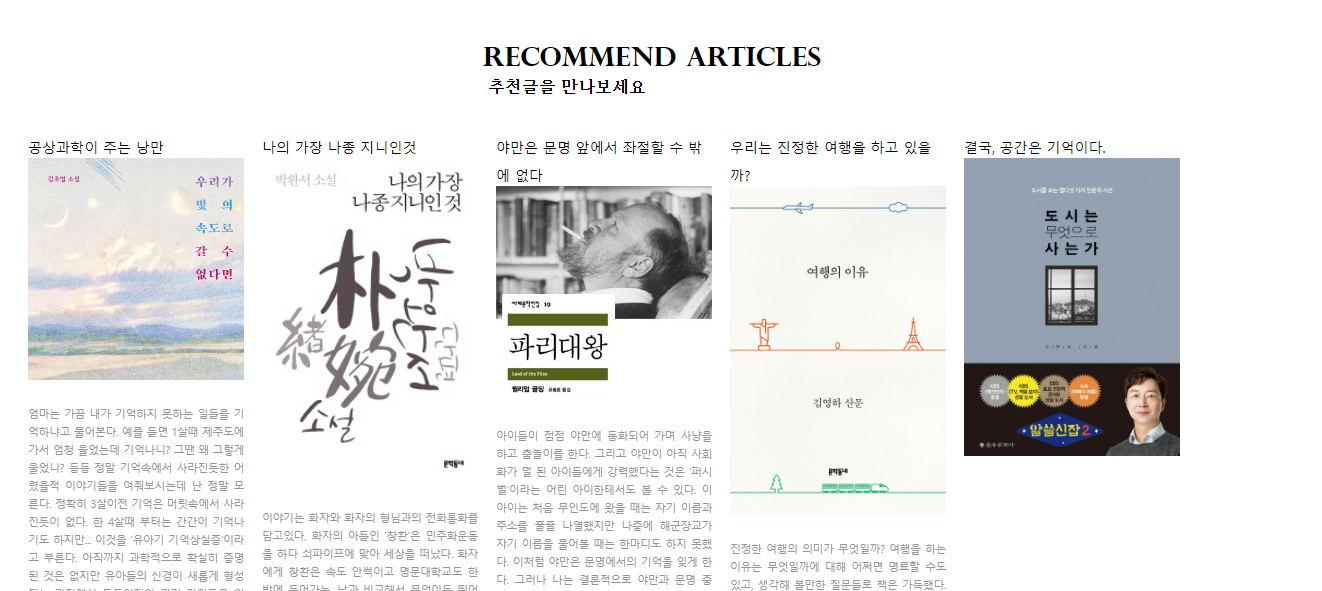 RECOMMEND ARTICLES
추천글을 만나보세요
공상과학이 주는 낭만
김초엽 소설
우리가
빛 의
속도로
갈 수
없다면
엄마는 가끔 내가 기억하지 못하는 일들을 기
억하냐고 물어본다. 예를 들면 1살때 제주도에
가서 엄청 울었는데 기억나니? 그땐 왜 그렇게
울었니? 등등 정말 기억속에서 사라진듯한 어
렸을적 이야기들을 여쭤보시는데 난 정말 모
른다. 정확히 3살이전 기억은 머릿속에서 사라
진듯이 없다. 한 4살때 부터는 간간이 기억나
기도 하지만... 이것을 '유아기 기억상실증'이라
고 부른다. 아직까지 과학적으로 확실히 증명
된 것은 없지만 유아들의 신경이 새롭게 형성
나의 가장 나중 지니인것
박완서 소설
나의 가장
나중 지니인 것
朴
박완서
緖
婉
단편
소설
문학동네
이야기는 화자와 화자의 형님과의 전화통화를
담고있다. 화자의 아들인 '창환'은 민주화운동
을 하다 쇠파이프에 맞아 세상을 떠났다. 화자
에게 창환은 속도 안썩이고 명문대학교도 한
야만은 문명 앞에서 좌절할 수 밖
에 없다
세계문학전집 19
파리대왕
Lord of the Flies
윌리엄 골딩 유종호 옮김
아이들이 점점 야만에 동화되어 가며 사냥을
하고 춤놀이를 한다. 그리고 야만이 아직 사회
화가 덜 된 아이들에게 강력했다는 것은 '퍼시
벌'이라는 어린 아이한테서도 볼 수 있다. 이
아이는 처음 무인도에 왔을 때는 자기 이름과
주소를 줄줄 나열했지만 나중에 해군장교가
자기 이름을 물어볼 때는 한마디도 하지 못했
다. 이처럼 야만은 문명에서의 기억을 잊게 한
다. 그러나 나는 결론적으로 야만과 문명 중
우리는 진정한 여행을 하고 있을
까?
여행의 이유
김영하 산문
문학동네
진정한 여행의 의미가 무엇일까? 여행을 하는
이유는 무엇일까에 대해 어쩌면 명료할 수도
있고, 생각해 볼만한 질문들로 책은 가득했다.
결국, 공간은 기억이다.
도시를 보는 열다섯 가지 인문적 시선
도시는
무엇으로
사는가
알쓸신잡2